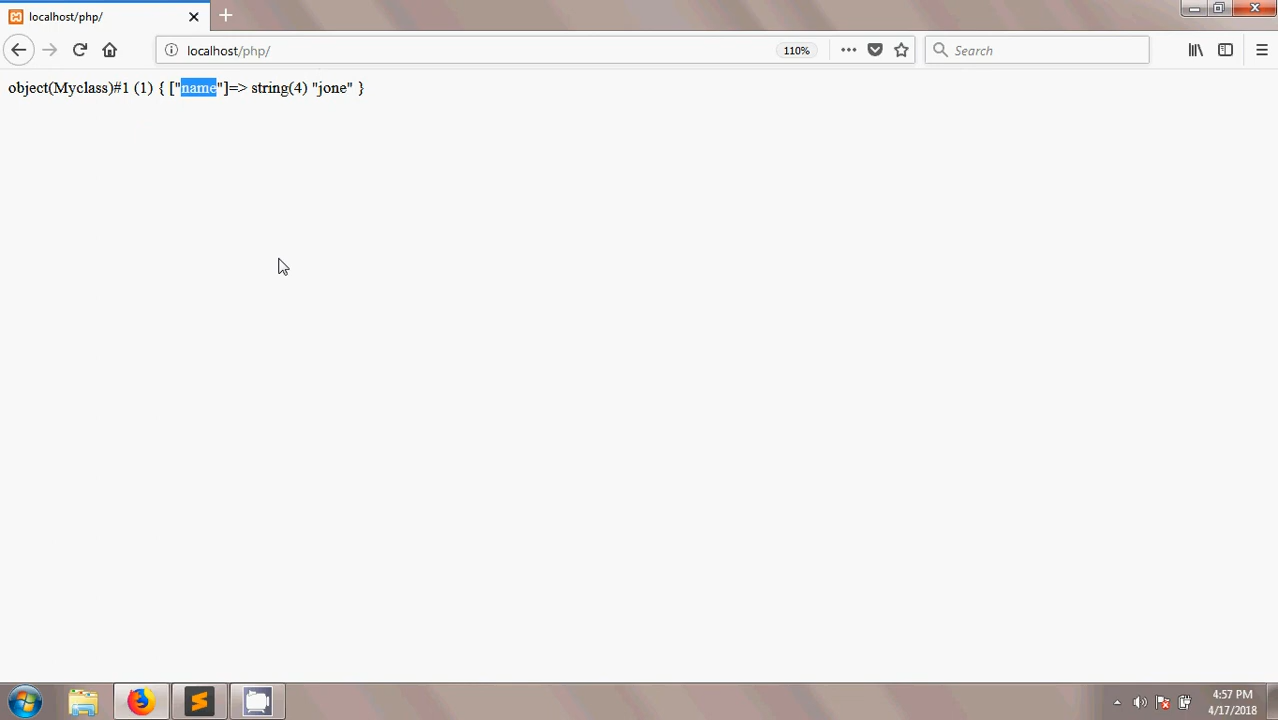 localhost/php/
localhost/php/
110%
Search
object(Myclass)#1 (1) { ["name"]=> string(4) "jone" }
4:57 PM
4/17/2018